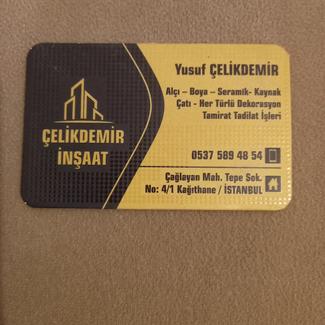 Yusuf ÇELİKDEMİR
Alçı – Boya – Seramik- Kaynak
Çatı - Her Türlü Dekorasyon
Tamirat Tadilat İşleri
ÇELİKDEMİR
İNŞAAT
0537 589 48 54
Çağlayan Mah. Tepe Sok.
No: 4/1 Kağıthane / İSTANBUL